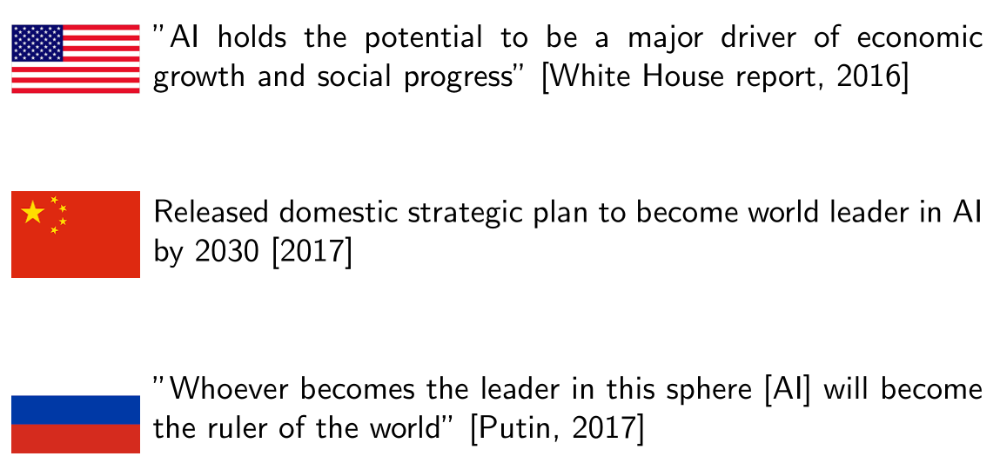 ”AI holds the potential to be a major driver of economic
growth and social progress” [White House report, 2016]
Released domestic strategic plan to become world leader in AI
by 2030 [2017]
”Whoever becomes the leader in this sphere [AI] will become
the ruler of the world” [Putin, 2017]